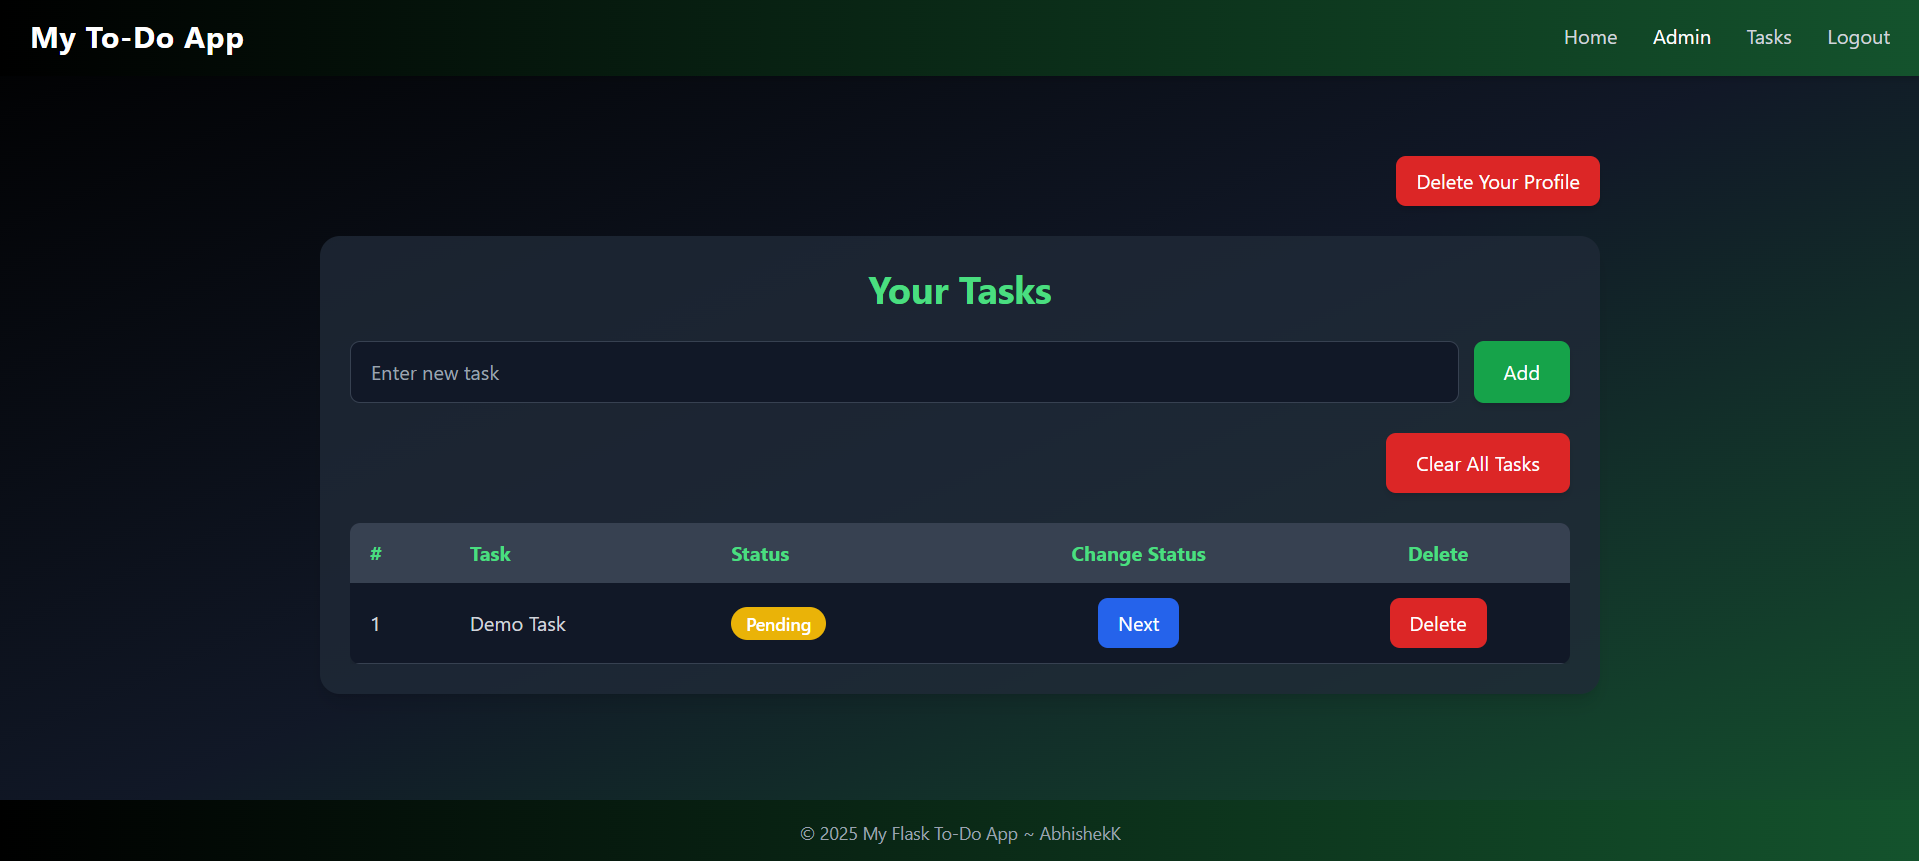 My To-Do App
Home Admin Tasks Logout
Delete Your Profile
Your Tasks
Enter new task Add
Clear All Tasks
# Task Status Change Status Delete
1 Demo Task Pending Next Delete
© 2025 My Flask To-Do App ~ AbhishekK